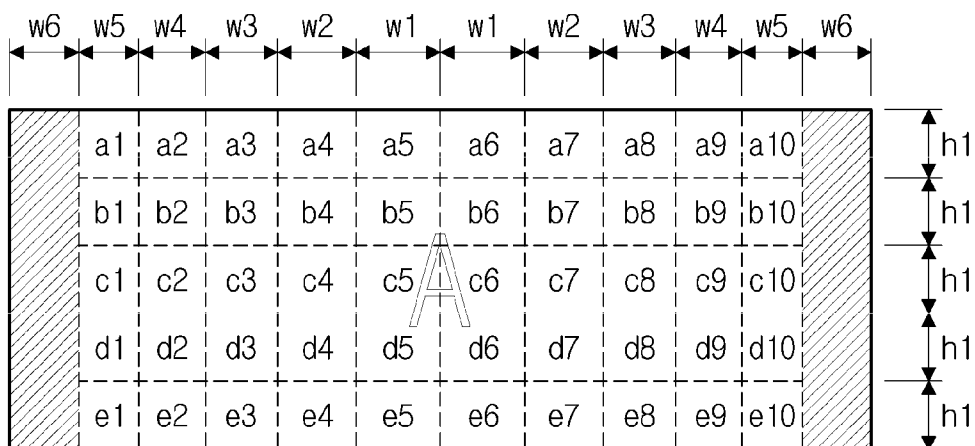 w6 w5 w4 w3 w2 w1 w1 w2 w3 w4 w5 w6
a1 a2 a3 a4 a5 a6 a7 a8 a9 a10 h1
b1 b2 b3 b4 b5 b6 b7 b8 b9 b10 h1
A
c1 c2 c3 c4 c5 c6 c7 c8 c9 c10 h1
d1 d2 d3 d4 d5 d6 d7 d8 d9 d10 h1
e1 e2 e3 e4 e5 e6 e7 e8 e9 e10 h1